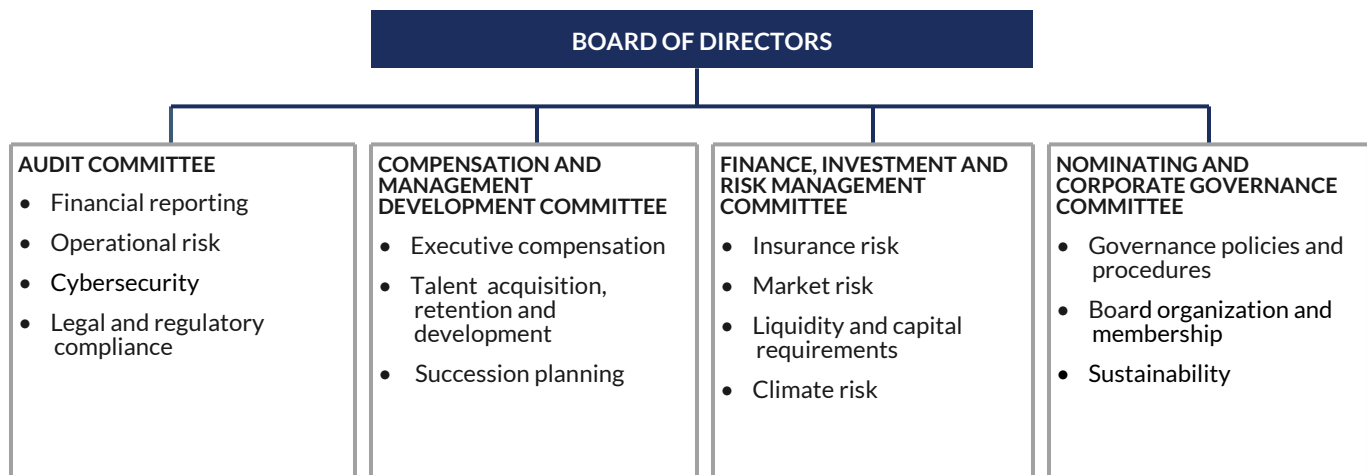 BOARD OF DIRECTORS
AUDIT COMMITTEE
• Financial reporting
• Operational risk
• Cybersecurity
• Legal and regulatory
compliance
COMPENSATION AND
MANAGEMENT
DEVELOPMENT COMMITTEE
• Executive compensation
• Talent acquisition,
retention and
development
• Succession planning
FINANCE, INVESTMENT AND
RISK MANAGEMENT
COMMITTEE
• Insurance risk
• Market risk
• Liquidity and capital
requirements
• Climate risk
NOMINATING AND
CORPORATE GOVERNANCE
COMMITTEE
• Governance policies and
procedures
• Board organization and
membership
• Sustainability